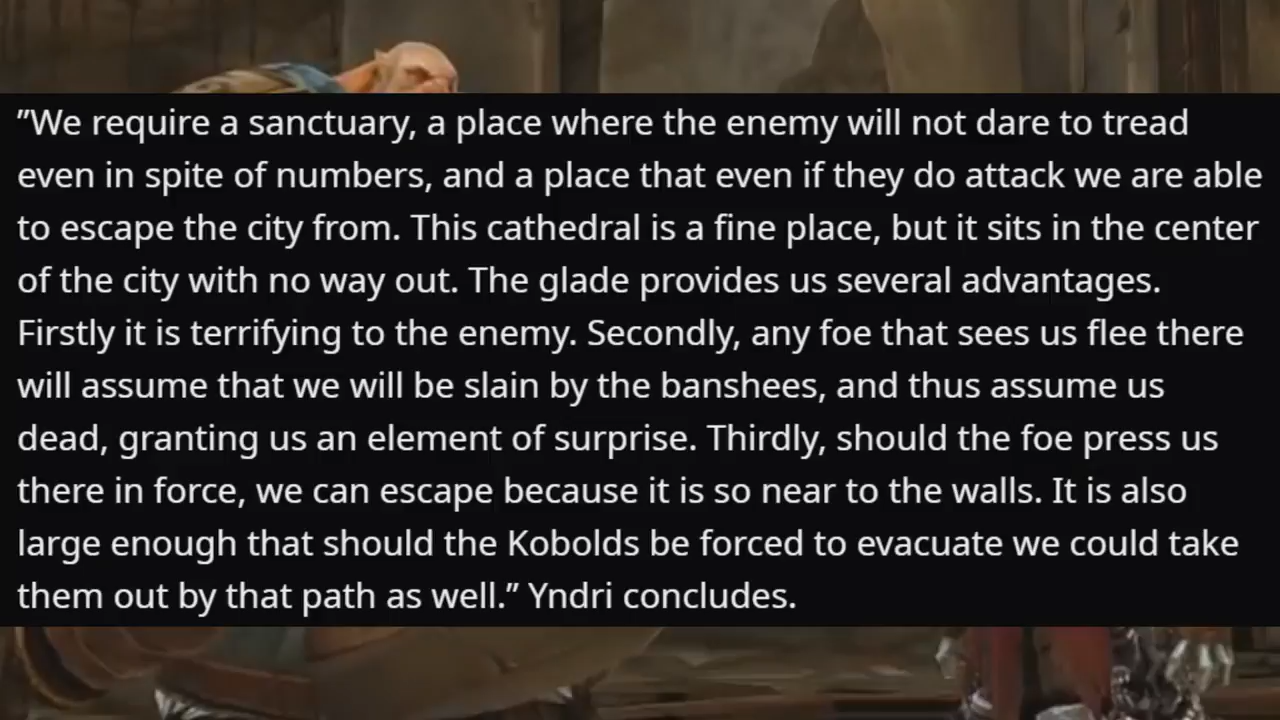 "We require a sanctuary, a place where the enemy will not dare to tread
even in spite of numbers, and a place that even if they do attack we are able
to escape the city from. This cathedral is a fine place, but it sits in the center
of the city with no way out. The glade provides us several advantages.
Firstly it is terrifying to the enemy. Secondly, any foe that sees us flee there
will assume that we will be slain by the banshees, and thus assume us
dead, granting us an element of surprise. Thirdly, should the foe press us
there in force, we can escape because it is so near to the walls. It is also
large enough that should the Kobolds be forced to evacuate we could take
them out by that path as well.” Yndri concludes.